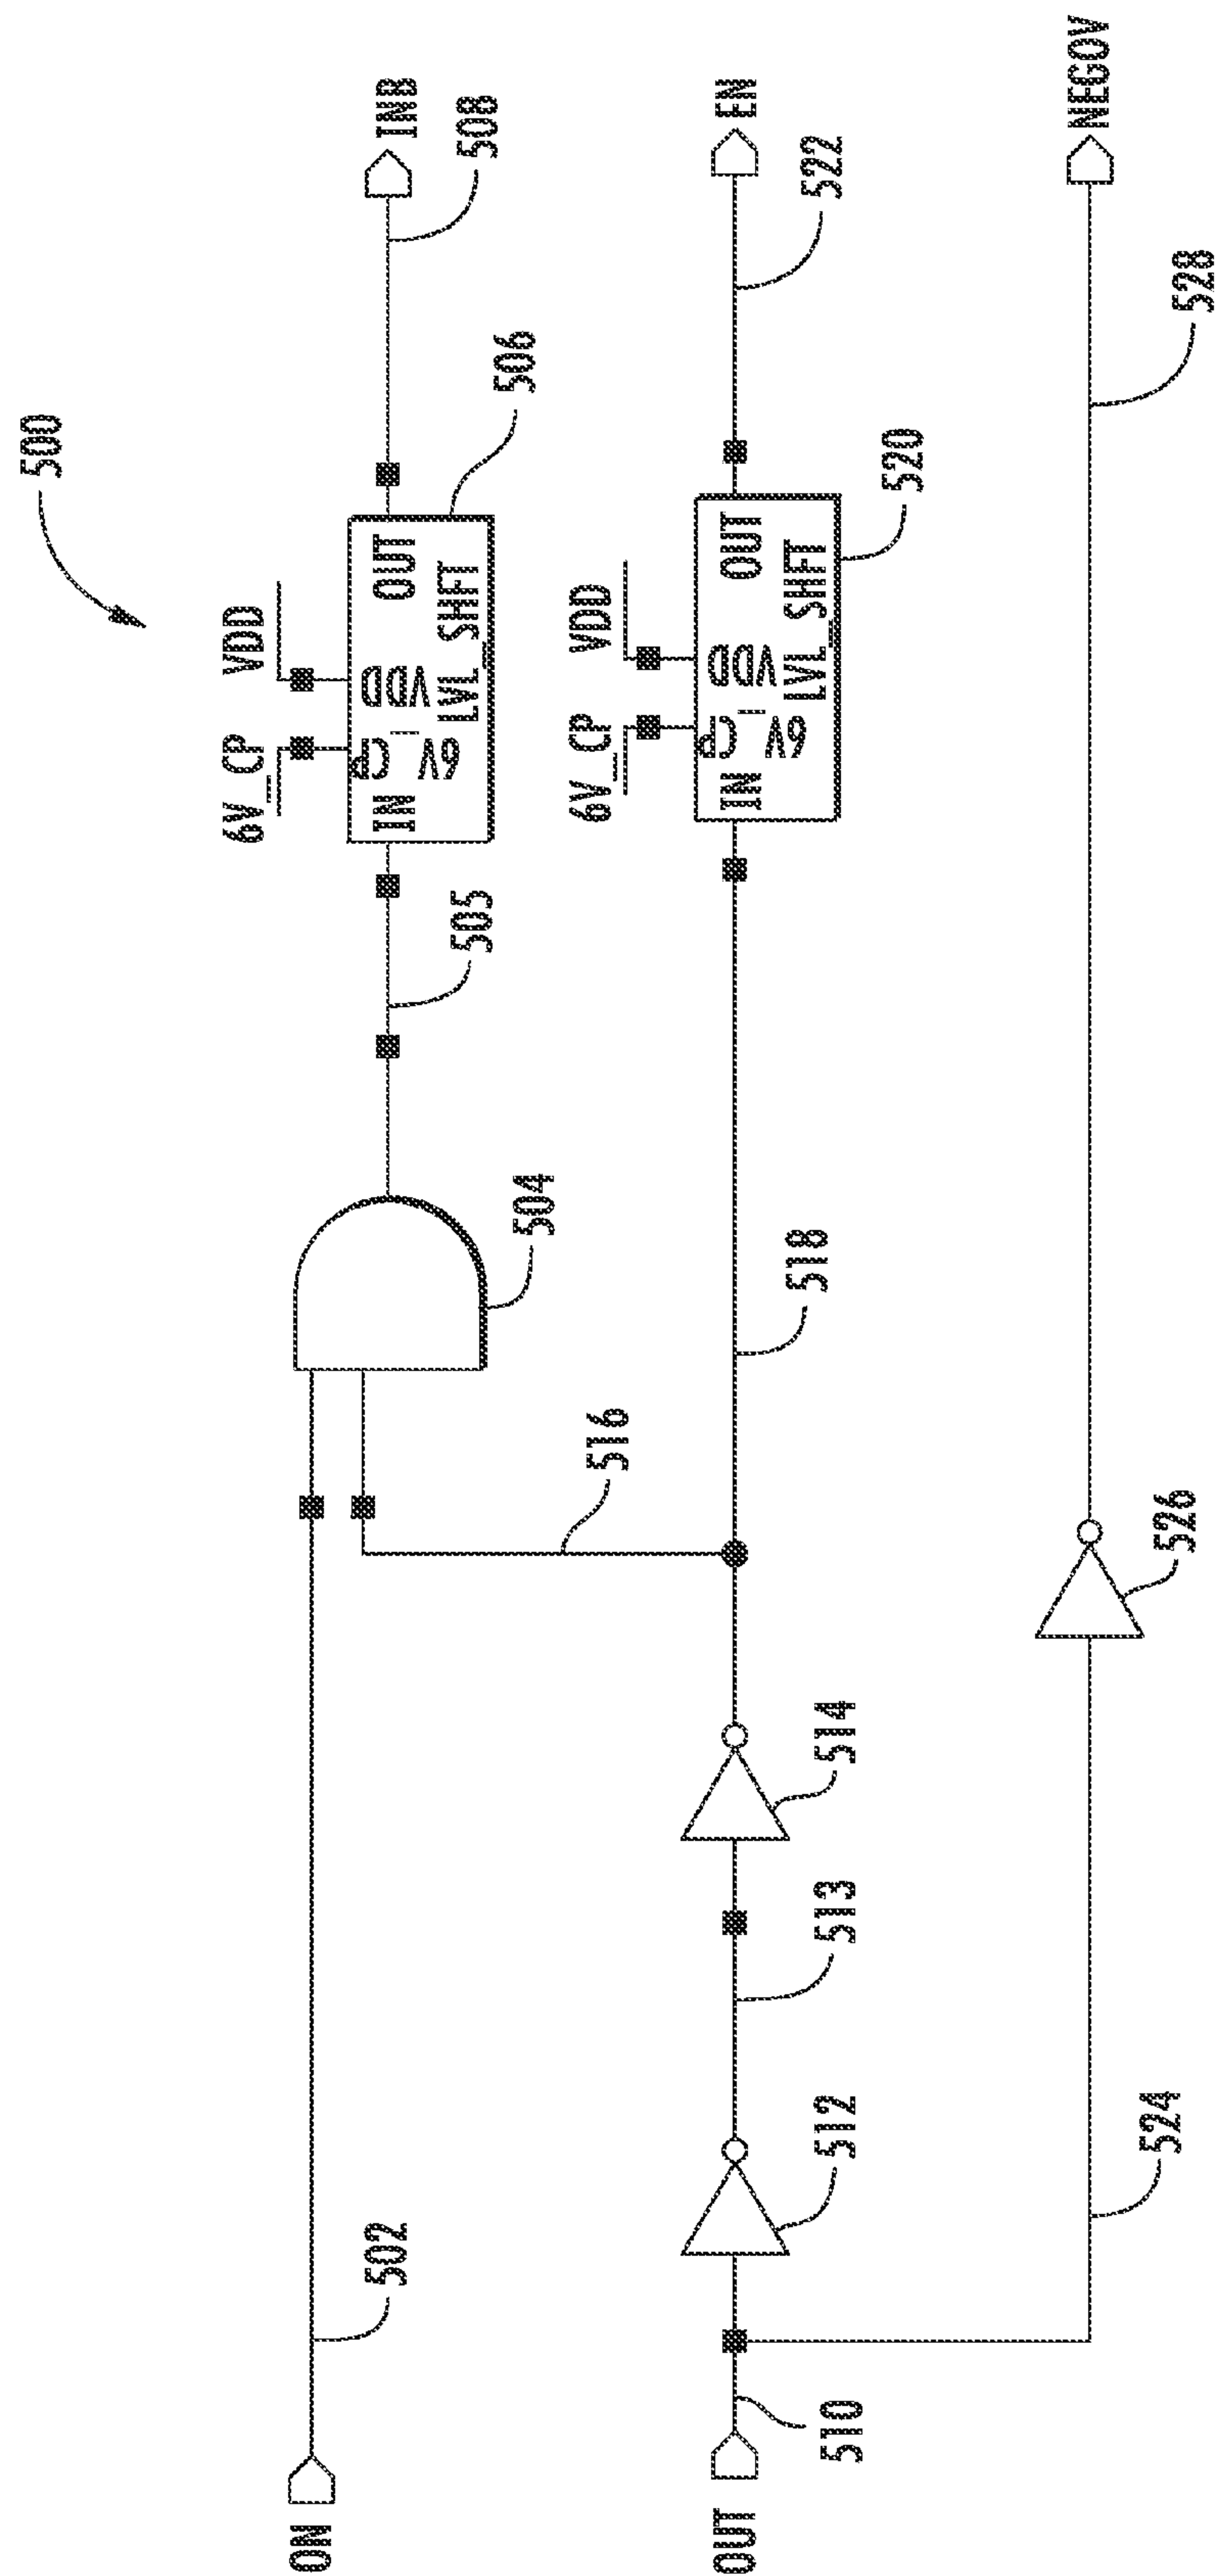 500
ON
502
504
505
6V_CP
VDD
IN
6V_CP
VDD
OUT
LVL_SHFT
506
508
INB
OUT
510
512
513
514
516
518
6V_CP
VDD
IN
6V_CP
VDD
OUT
LVL_SHFT
520
522
EN
524
526
528
NEGOV